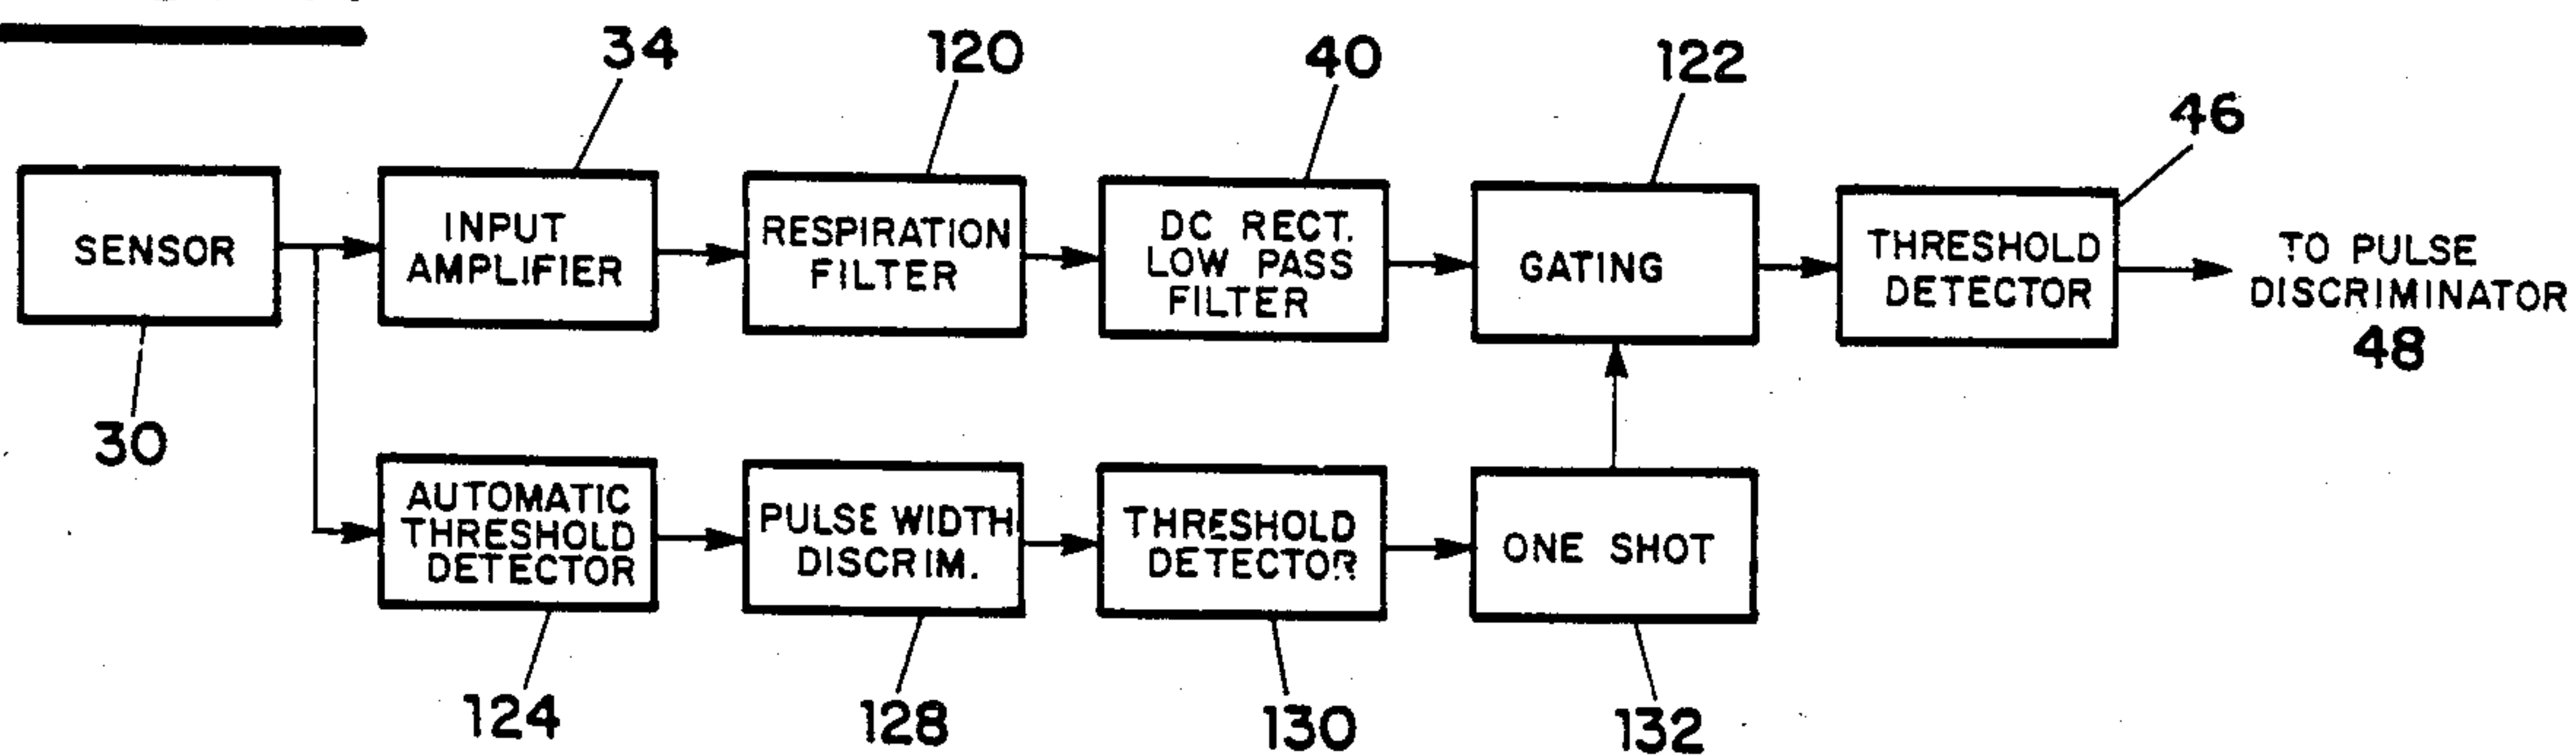 34
120
40
122
46
SENSOR
INPUT
AMPLIFIER
RESPIRATION
FILTER
DC RECT.
LOW PASS
FILTER
GATING
THRESHOLD
DETECTOR
TO PULSE
DISCRIMINATOR
48
30
AUTOMATIC
THRESHOLD
DETECTOR
PULSE WIDTH
DISCRIM.
THRESHOLD
DETECTOR
ONE SHOT
124
128
130
132